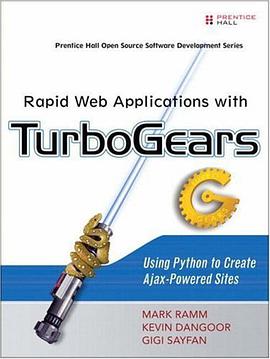 PRENTICE
HALL
Prentice Hall Open Source Software Development Series
Rapid Web Applications with
TurboGears
GEARS
Using Python to Create
Ajax-Powered Sites
MARK RAMM
KEVIN DANGOOR
GIGI SAYFAN